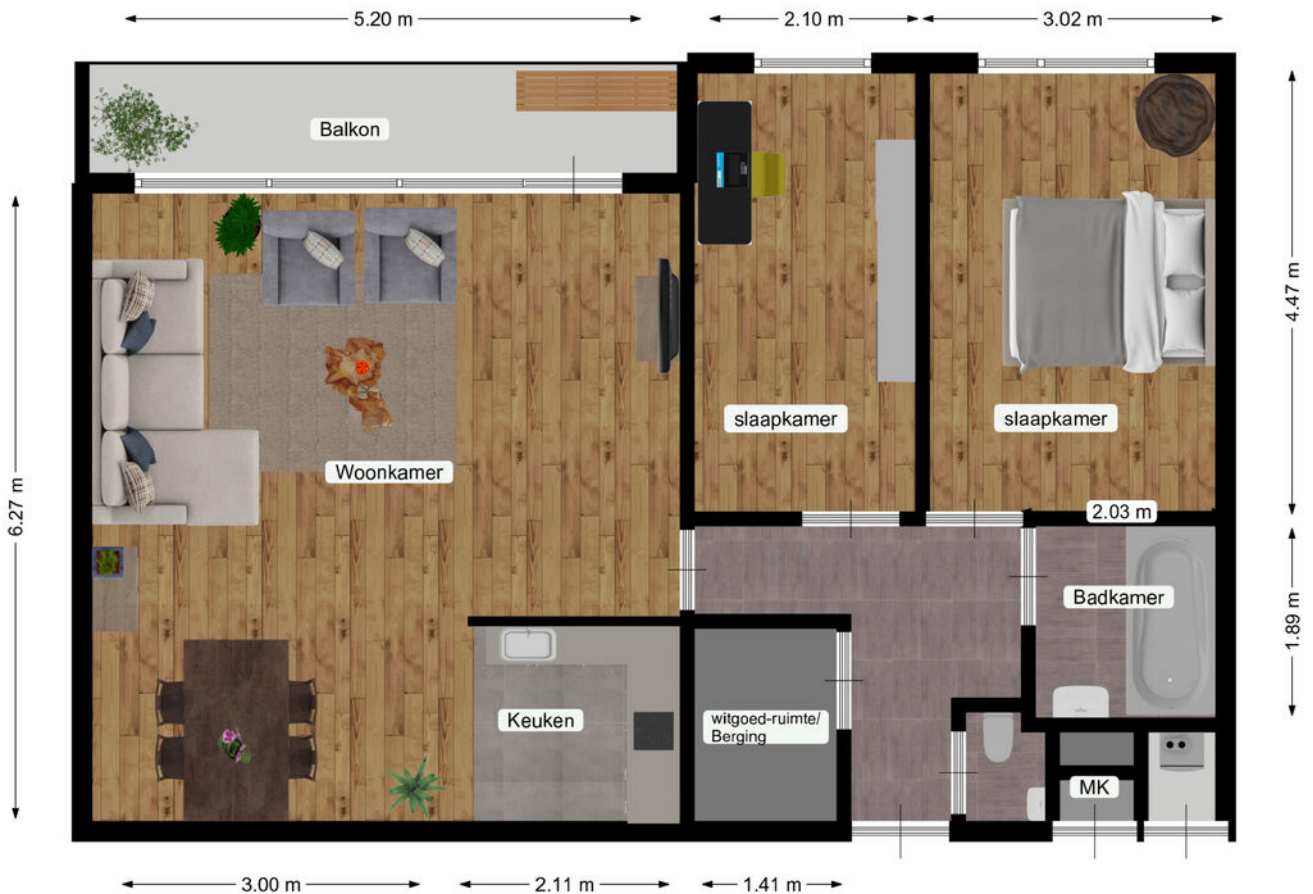 5.20 m
2.10 m
3.02 m
Balkon
4.47 m
slaapkamer
slaapkamer
Woonkamer
6.27 m
2.03 m
Badkamer
1.89 m
Keuken
witgoed-ruimte/
Berging
MK
3.00 m
2.11 m
1.41 m